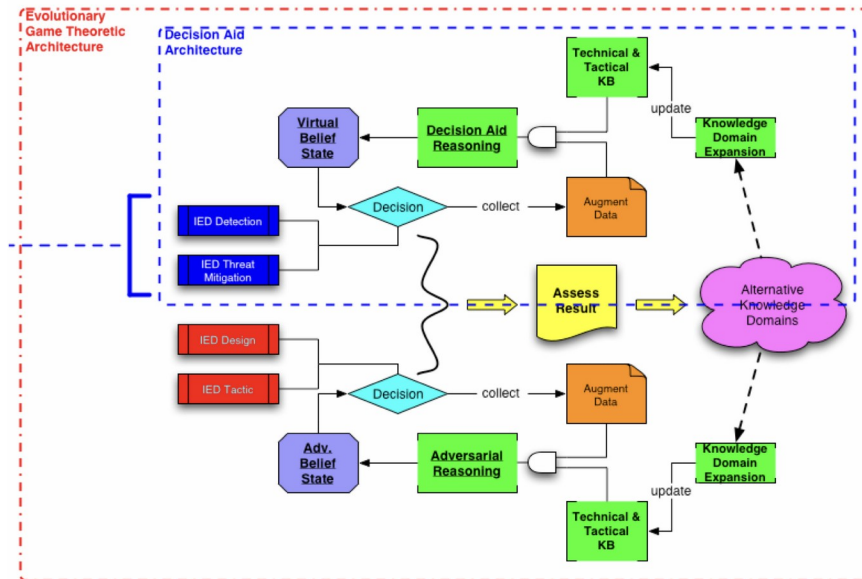 Evolutionary
Game Theoretic
Architecture
Decision Aid
Architecture
Technical &
Tactical
KB
update
Knowledge
Domain
Expansion
Virtual
Belief
State
Decision Aid
Reasoning
IED Detection
Decision
collect
Augment
Data
IED Threat
Mitigation
Assess
Result
Alternative
Knowledge
Domains
IED Design
IED Tactic
Decision
collect
Augment
Data
Adv.
Belief
State
Adversarial
Reasoning
Knowledge
Domain
Expansion
update
Technical &
Tactical
KB